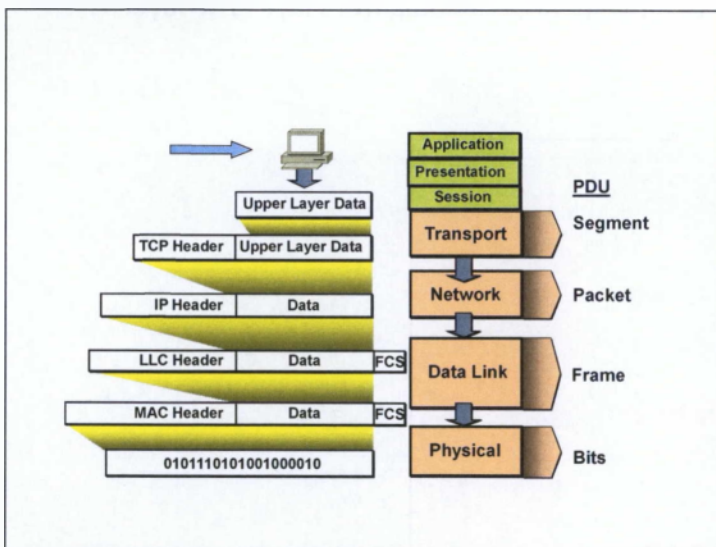 Application
Presentation
Session
PDU
Upper Layer Data
Transport
Segment
TCP Header
Upper Layer Data
IP Header
Data
Network
Packet
LLC Header
Data
FCS
Data Link
Frame
MAC Header
Data
FCS
Physical
Bits
0101110101001000010